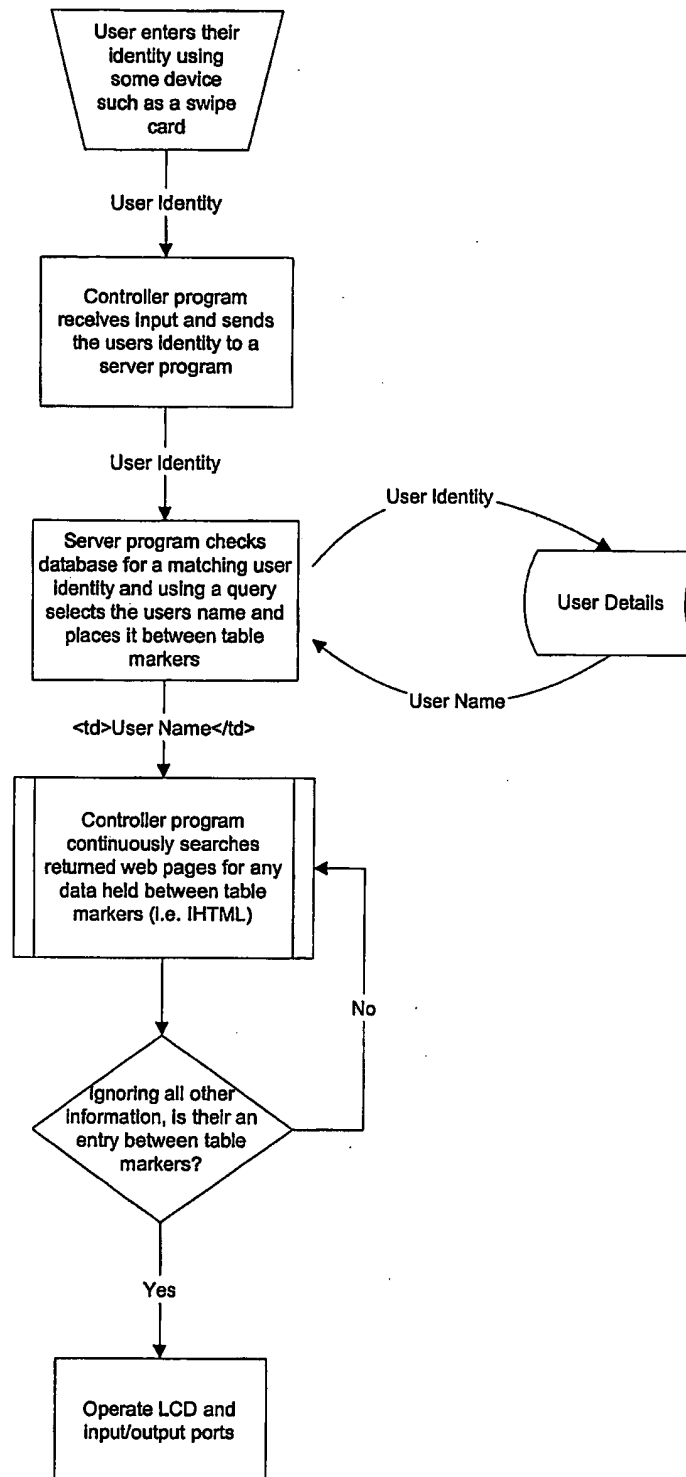 User enters their
identity using
some device
such as a swipe
card
User Identity
Controller program
receives input and sends
the users identity to a
server program
User Identity
User Identity
Server program checks
database for a matching user
identity and using a query
selects the users name and
places it between table
markers
User Details
User Name
<td>User Name</td>
Controller program
continuously searches
returned web pages for any
data held between table
markers (i.e. IHTML)
No
Ignoring all other
information, is their an
entry between table
markers?
Yes
Operate LCD and
input/output ports